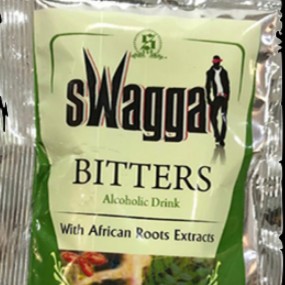 sWagga
BITTERS
Alcoholic Drink
With African Roots Extracts